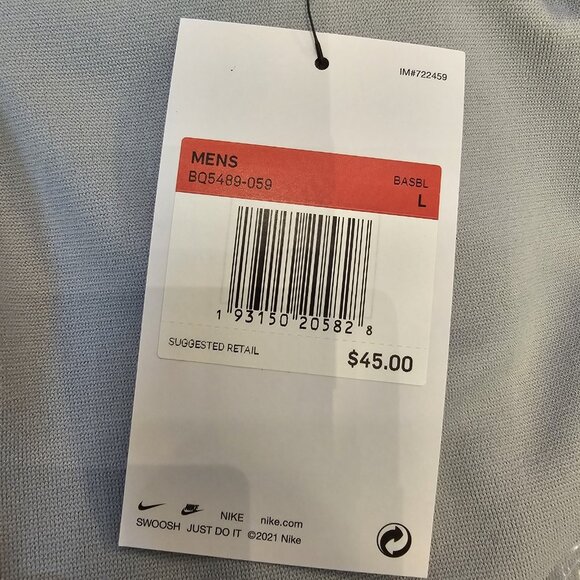 IM#722459
MENS
BQ5489-059
BASBL
L
1 93150 20582 8
SUGGESTED RETAIL
$45.00
NIKE nike.com
SWOOSH JUST DO IT ©2021 Nike